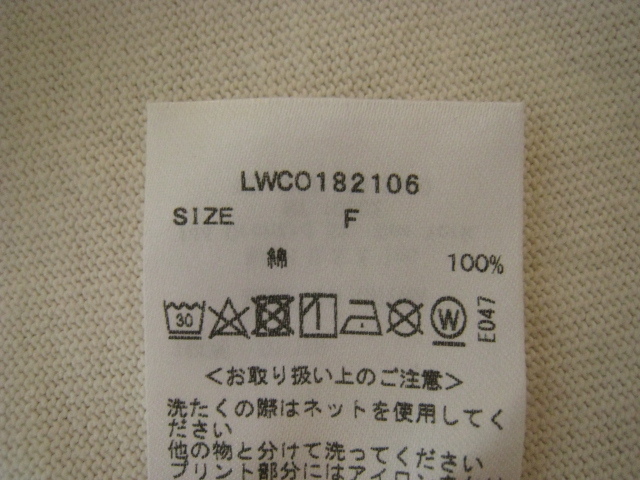 LWC0182106
SIZE F
綿 100%
30 W E047
<お取り扱い上のご注意>
洗たくの際はネットを使用してく
ださい
他の物と分けて洗ってください
プリント部分にはアイロン